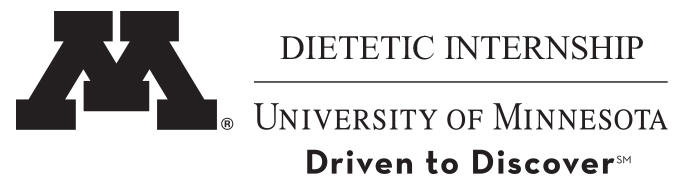 M®
DIETETIC INTERNSHIP
UNIVERSITY OF MINNESOTA
Driven to Discover℠